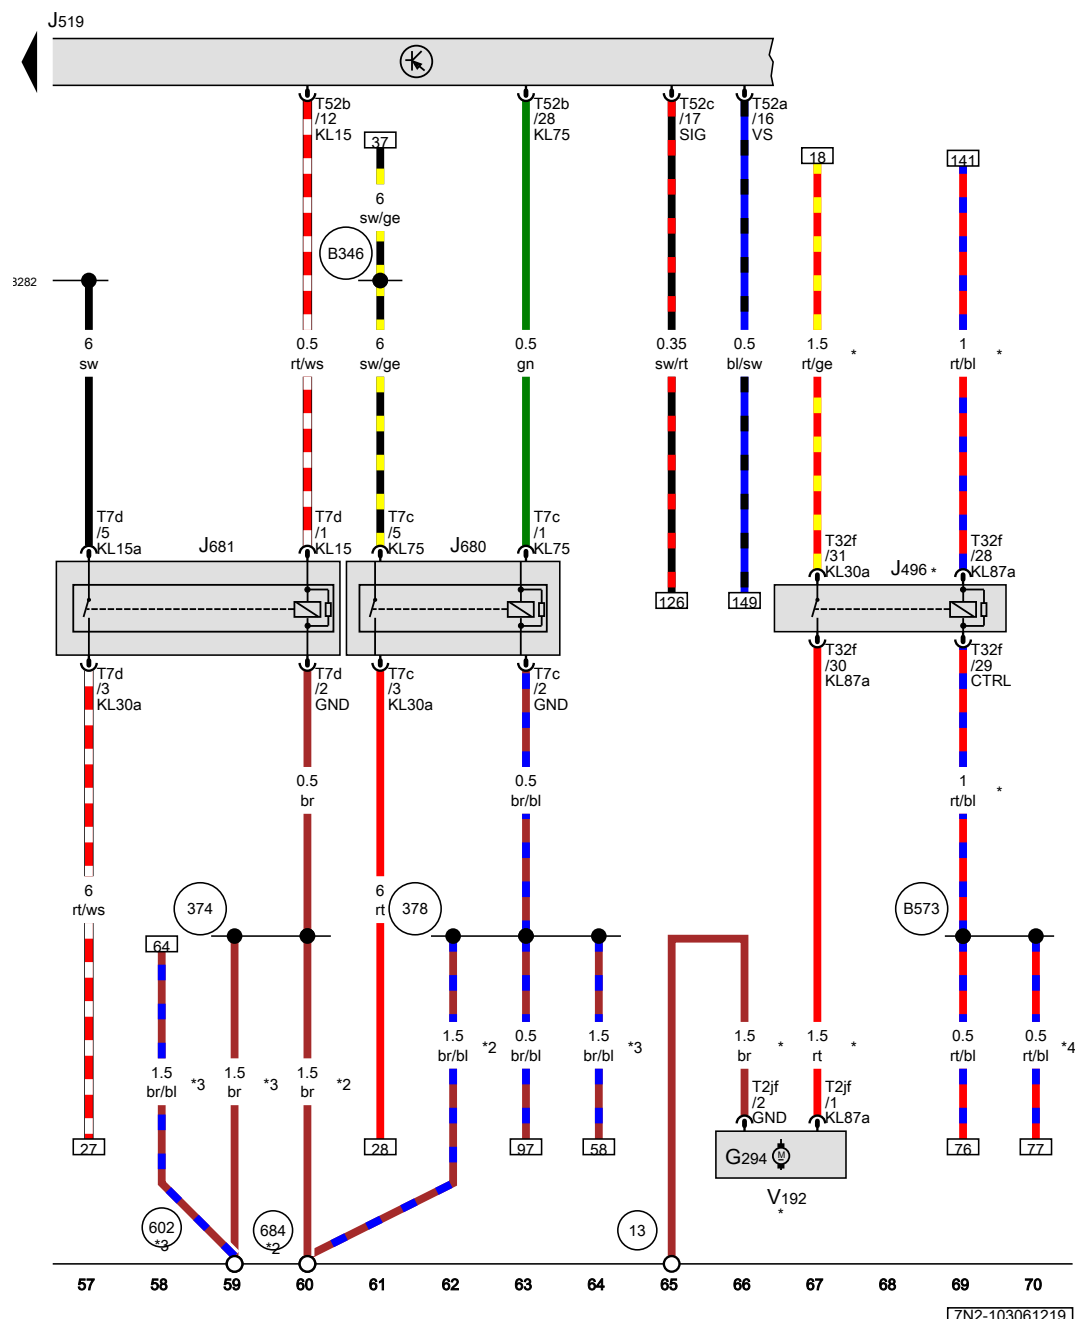 J519
T52b
/12
KL15
T52b
/28
KL75
T52c
/17
SIG
T52a
/16
VS
37
18
141
6
sw/ge
B346
3282
6
sw
0.5
rt/ws
6
sw/ge
0.5
gn
0.35
sw/rt
0.5
bl/sw
1.5
rt/ge *
1
rt/bl *
T7d
/5
KL15a
J681
T7d
/1
KL15
T7c
/5
KL75
J680
T7c
/1
KL75
T32f
/31
KL30a
J496 *
T32f
/28
KL87a
126
149
T7d
/3
KL30a
T7d
/2
GND
T7c
/3
KL30a
T7c
/2
GND
T32f
/30
KL87a
T32f
/29
CTRL
0.5
br
0.5
br/bl
1
rt/bl *
6
rt/ws
374
6
rt
378
B573
64
1.5
br/bl *3
1.5
br *3
1.5
br *2
1.5
br/bl *2
0.5
br/bl
1.5
br/bl *3
1.5
br *
1.5
rt *
0.5
rt/bl
0.5
rt/bl *4
T2jf
/2
GND
T2jf
/1
KL87a
27
28
97
58
G294 M
76
77
V192
*
602
*3
684
*2
13
57 58 59 60 61 62 63 64 65 66 67 68 69 70
7N2-103061219